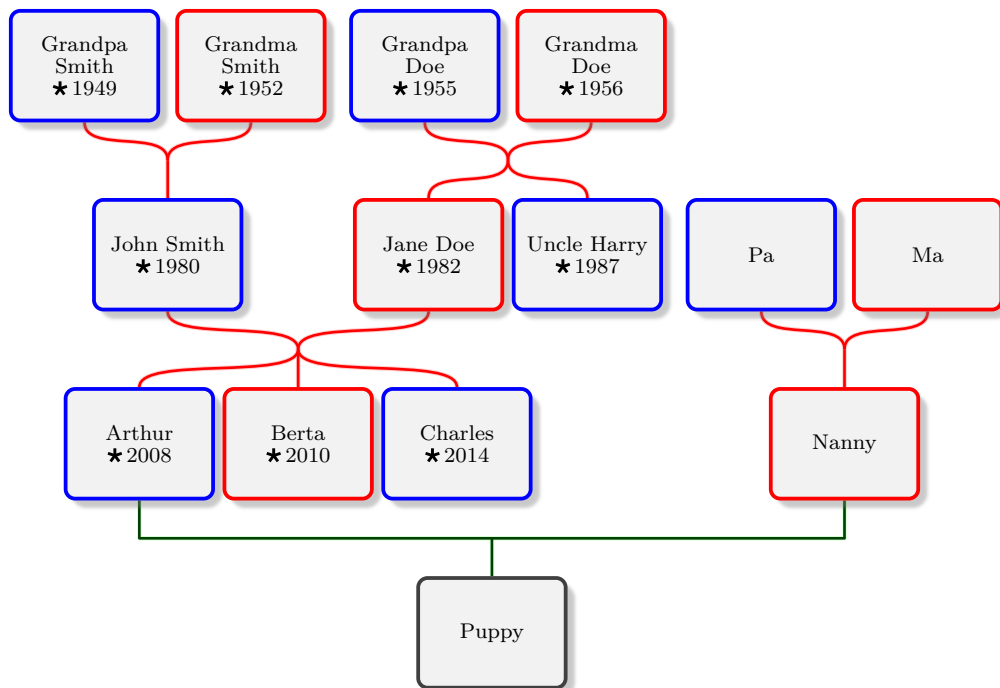 Grandpa
Smith
★1949
Grandma
Smith
★1952
Grandpa
Doe
★1955
Grandma
Doe
★1956
John Smith
★1980
Jane Doe
★1982
Uncle Harry
★1987
Pa
Ma
Arthur
★2008
Berta
★2010
Charles
★2014
Nanny
Puppy